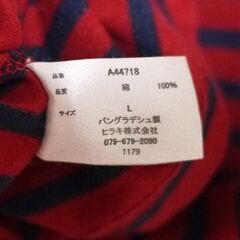 品番 A44718
品質 綿 100%
サイズ L
バングラデシュ製
ヒラキ株式会社
079-679-2090
1179